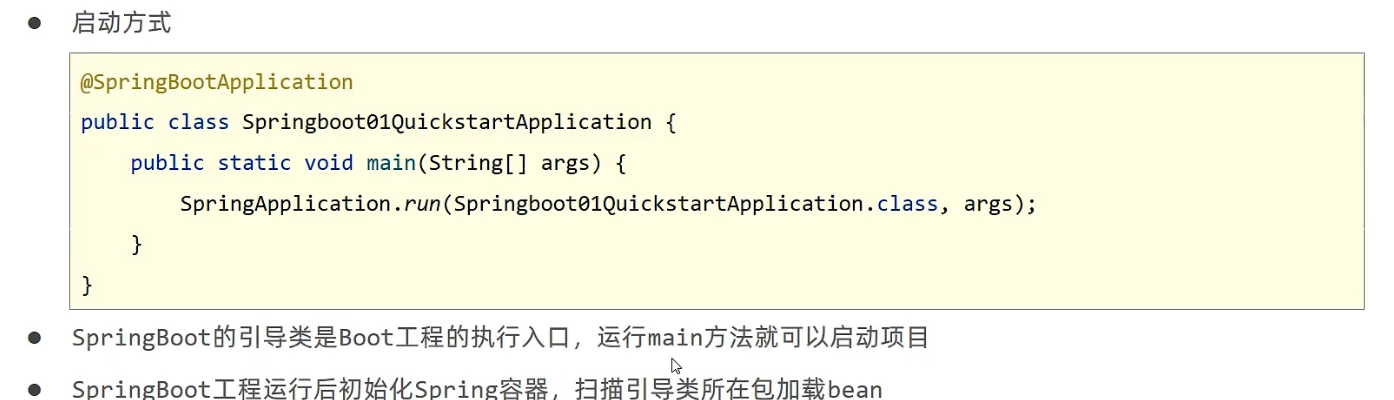 ● 启动方式
@SpringBootApplication
public class Springboot01QuickstartApplication {
    public static void main(String[] args) {
        SpringApplication.run(Springboot01QuickstartApplication.class, args);
    }
}
● SpringBoot的引导类是Boot工程的执行入口，运行main方法就可以启动项目
● SpringBoot工程运行后初始化Spring容器，扫描引导类所在包加载bean